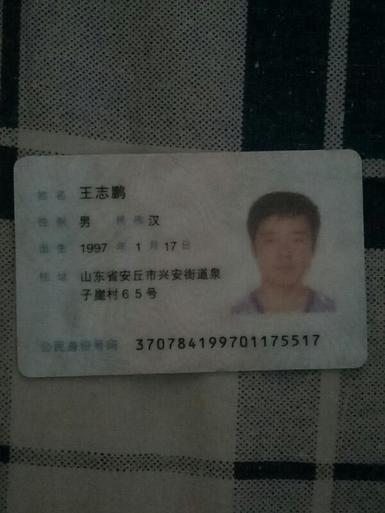 姓名 王志鹏
性别 男 民族 汉
出生 1997 年 1 月 17 日
住址 山东省安丘市兴安街道泉
子崖村65号
公民身份号码 370784199701175517